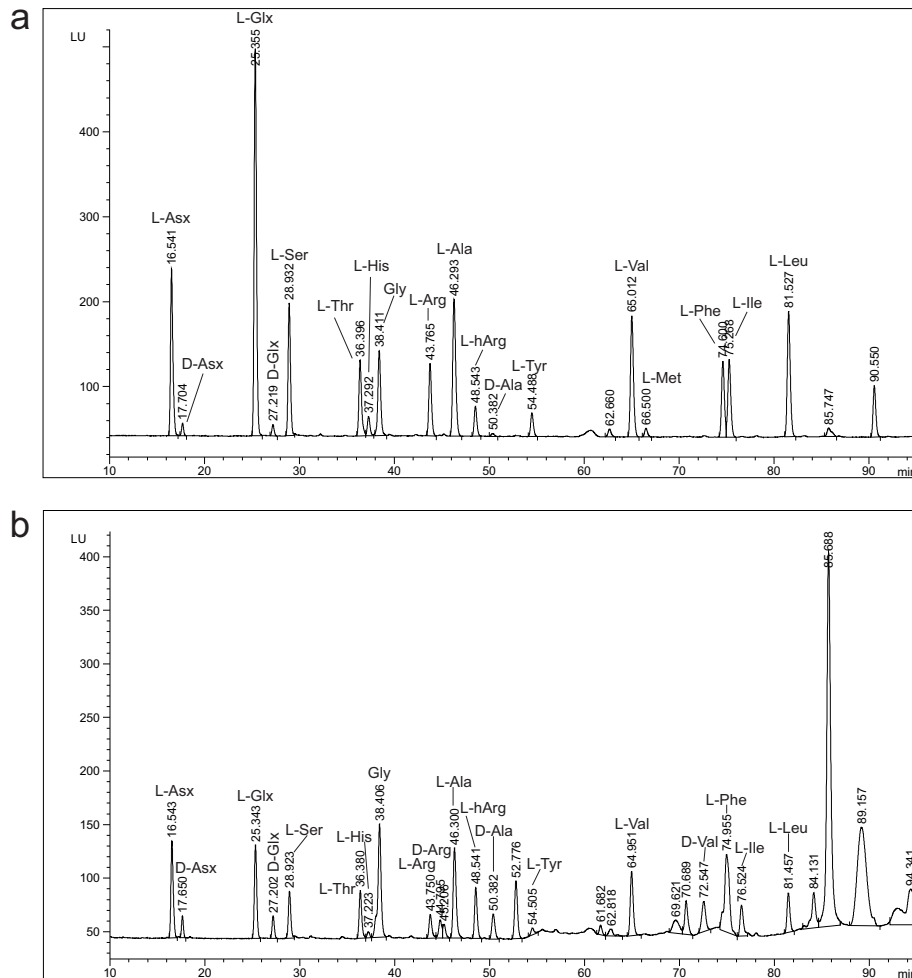 a
LU
400
300
200
100
10 20 30 40 50 60 70 80 90 min
L-Asx
16.541
17.704
D-Asx
L-Glx
25.355
27.219
D-Glx
L-Ser
28.932
L-Thr
36.396
L-His
37.292
Gly
38.411
L-Arg
43.765
L-Ala
46.293
L-hArg
48.543
D-Ala
50.382
L-Tyr
54.488
62.660
L-Val
65.012
L-Met
66.500
L-Phe
74.600
L-Ile
75.268
L-Leu
81.527
85.747
90.550
b
LU
400
350
300
250
200
150
100
50
10 20 30 40 50 60 70 80 90 min
L-Asx
16.543
D-Asx
17.650
L-Glx
25.343
D-Glx
27.202
L-Ser
28.923
L-Thr
36.380
L-His
37.223
Gly
38.406
L-Arg
43.750
D-Arg
45.206
L-Ala
46.300
L-hArg
48.541
D-Ala
50.382
52.776
L-Tyr
54.505
61.682
62.818
L-Val
64.951
69.621
70.689
D-Val
72.547
L-Phe
74.955
L-Ile
76.524
L-Leu
81.457
84.131
85.688
89.157
94.341